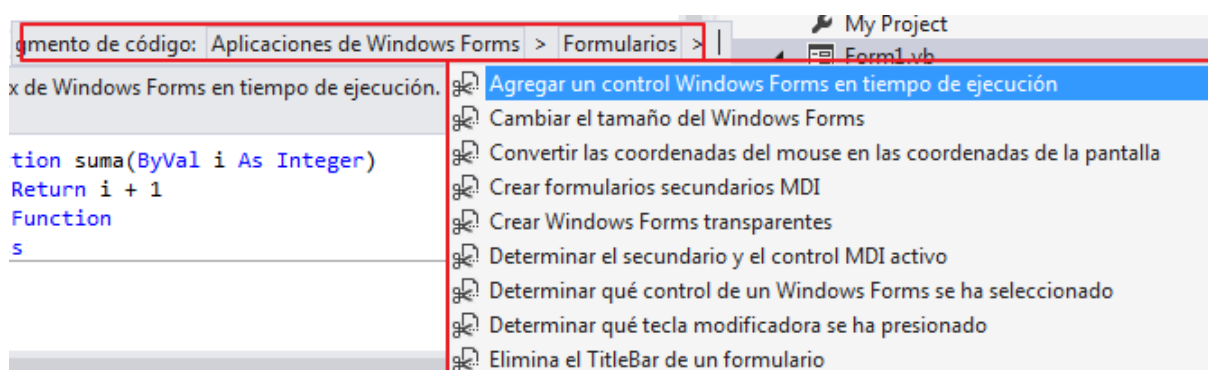 My Project
gmento de código: Aplicaciones de Windows Forms > Formularios >
Form1.vb
x de Windows Forms en tiempo de ejecución.
Agregar un control Windows Forms en tiempo de ejecución
Cambiar el tamaño del Windows Forms
Convertir las coordenadas del mouse en las coordenadas de la pantalla
Crear formularios secundarios MDI
Crear Windows Forms transparentes
Determinar el secundario y el control MDI activo
Determinar qué control de un Windows Forms se ha seleccionado
Determinar qué tecla modificadora se ha presionado
Elimina el TitleBar de un formulario
tion suma(ByVal i As Integer)
Return i + 1
Function
s